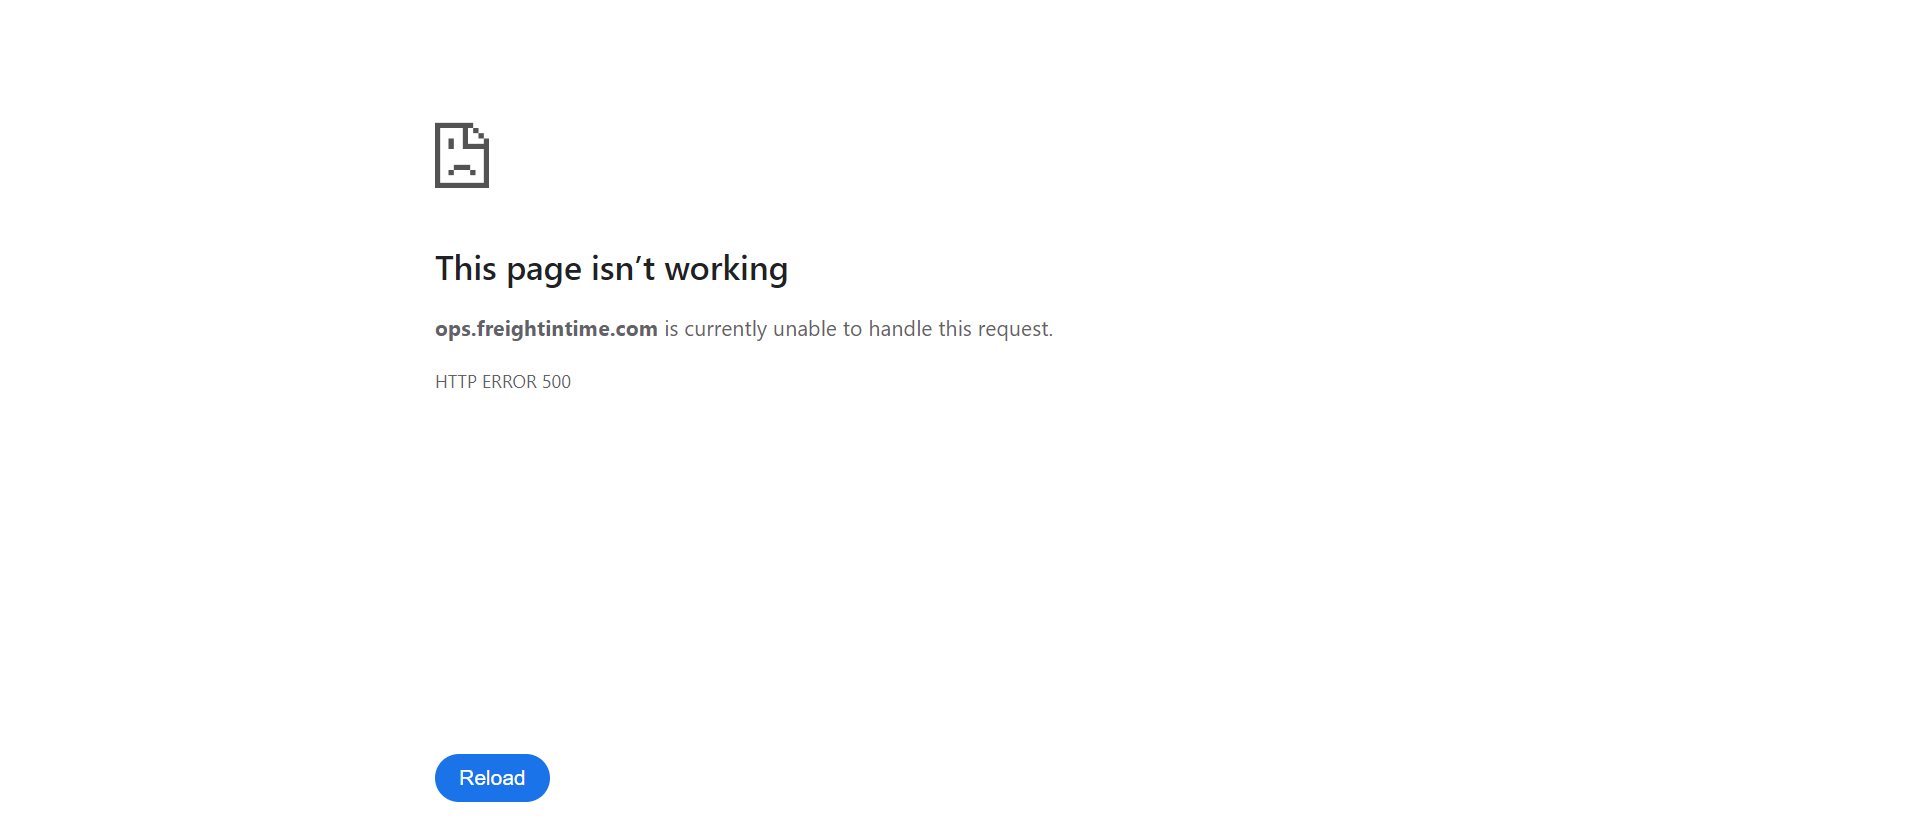 This page isn’t working
ops.freightintime.com is currently unable to handle this request.
HTTP ERROR 500
Reload